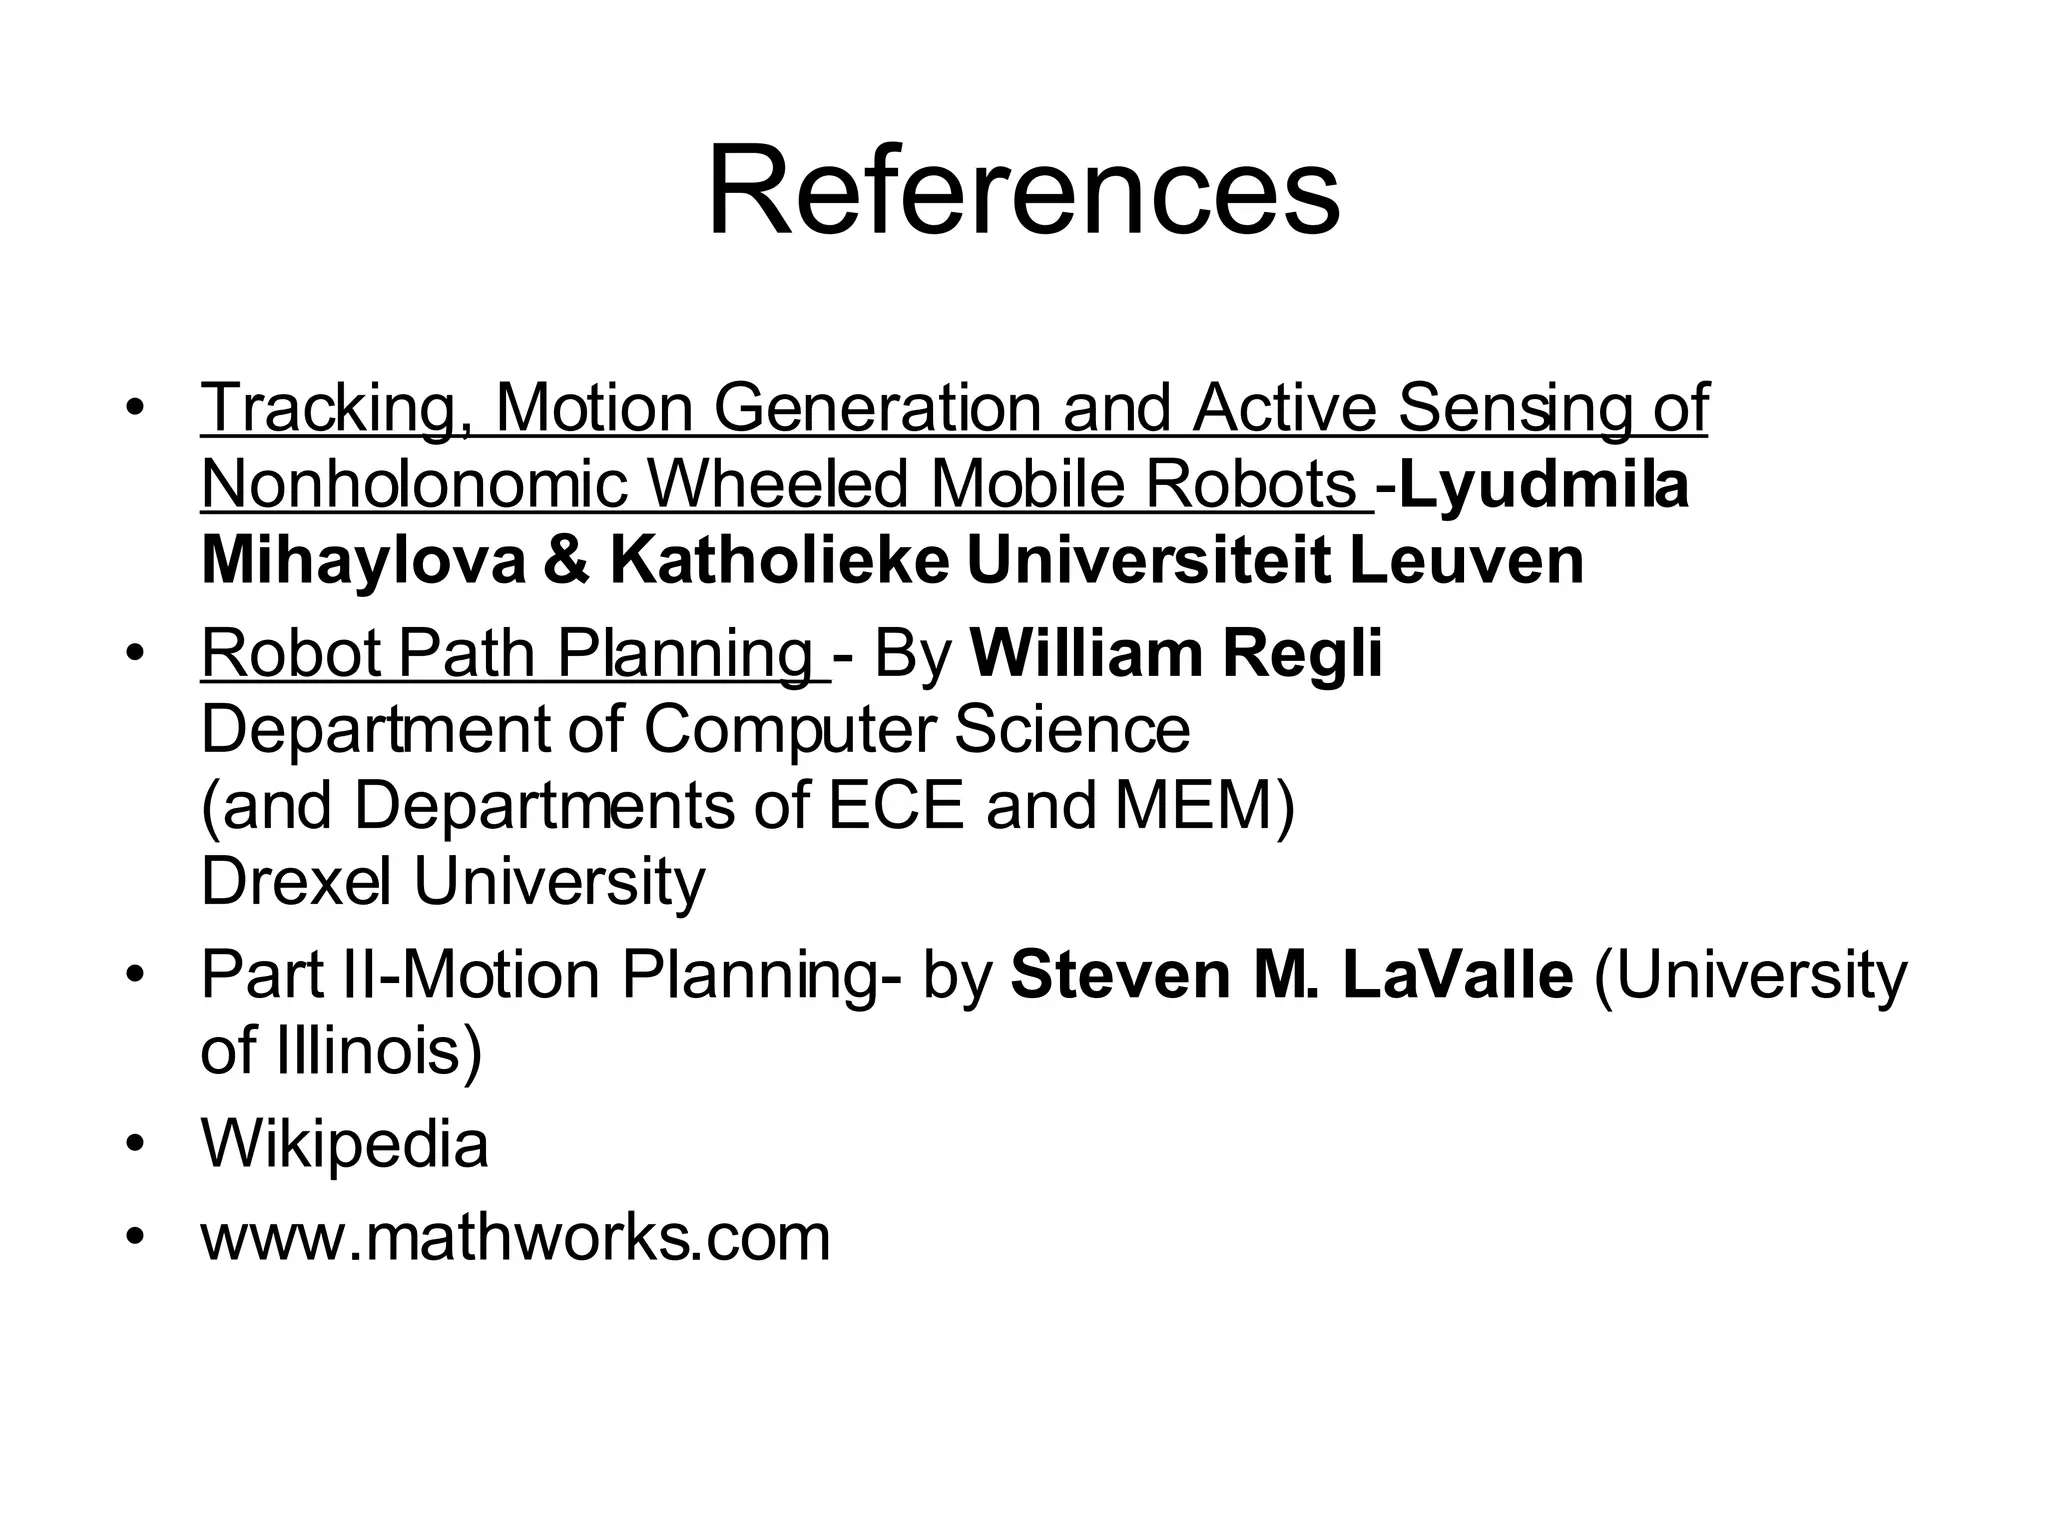 References
• Tracking, Motion Generation and Active Sensing of
Nonholonomic Wheeled Mobile Robots -Lyudmila
Mihaylova & Katholieke Universiteit Leuven
• Robot Path Planning - By William Regli
Department of Computer Science
(and Departments of ECE and MEM)
Drexel University
• Part II-Motion Planning- by Steven M. LaValle (University
of Illinois)
• Wikipedia
• www.mathworks.com